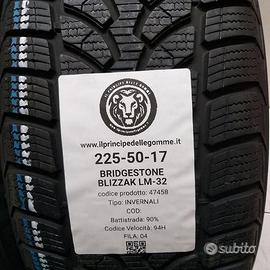 www.ilprincipedellegomme.it
225-50-17
BRIDGESTONE
BLIZZAK LM-32
codice prodotto: 47458
Tipo: INVERNALI
COD:
Battistrada: 90%
Codice Velocità: 94H
FILA: 04
subito